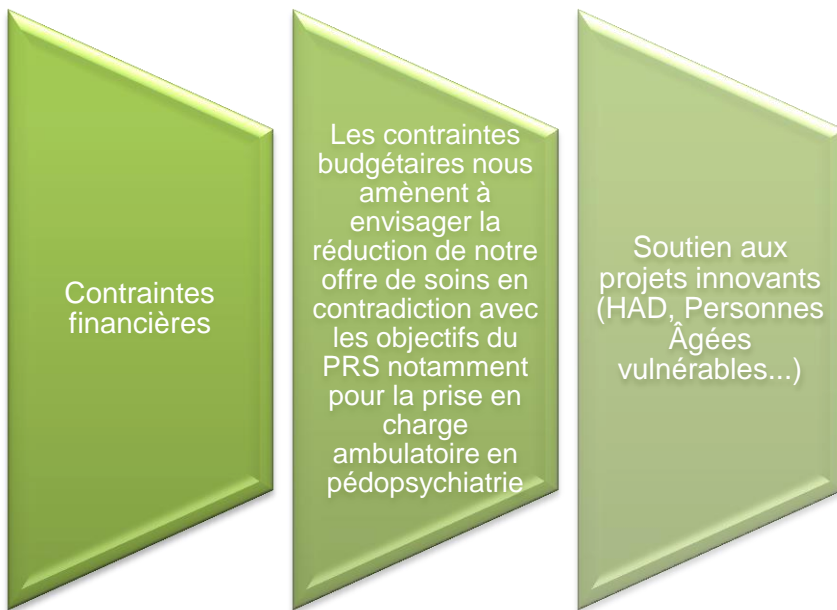 Contraintes
financières
Les contraintes
budgétaires nous
amènent à
envisager la
réduction de notre
offre de soins en
contradiction avec
les objectifs du
PRS notamment
pour la prise en
charge
ambulatoire en
pédopsychiatrie
Soutien aux
projets innovants
(HAD, Personnes
Âgées
vulnérables...)